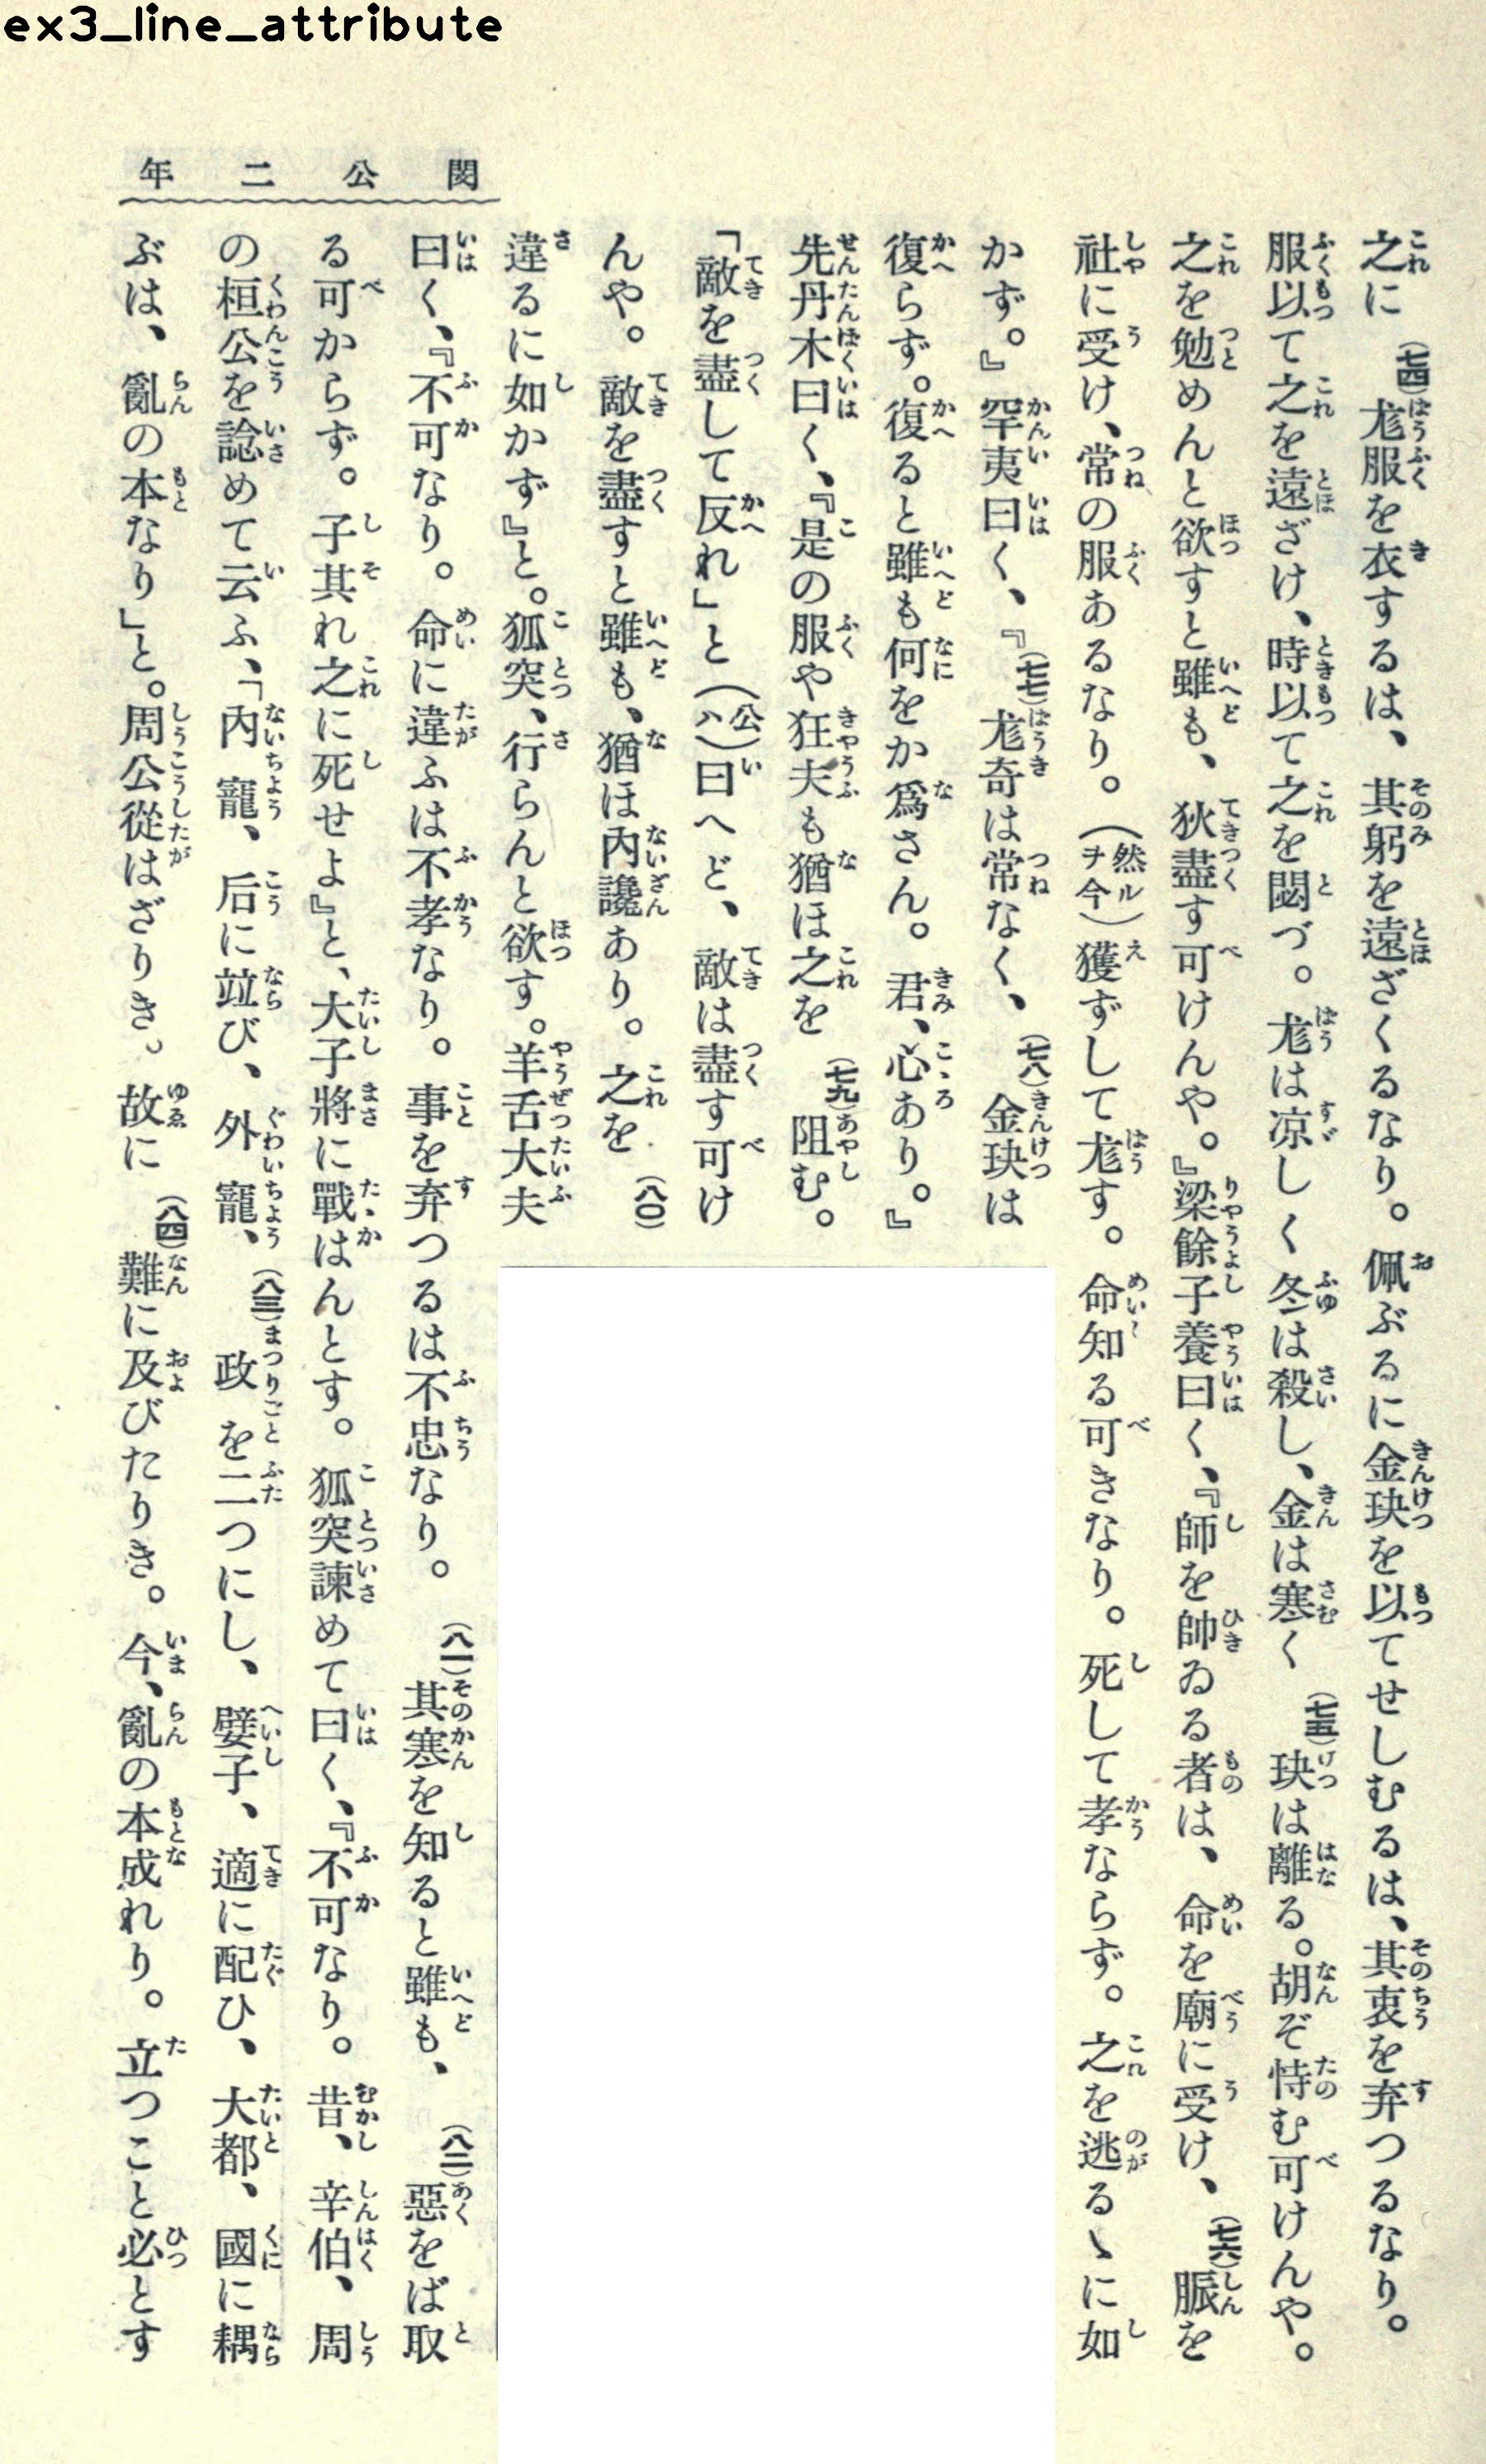 ex3_line_attribute
閔公二年
之に(七四)尨服を衣するは、其躬を遠ざくるなり。佩ぶるに金玦を以てせしむるは、其衷を弃つるなり。
服以て之を遠ざけ、時以て之を閟づ。尨は凉しく冬は殺し、金は寒く(七五)玦は離る。胡ぞ恃む可けんや。
之を勉めんと欲すと雖も、狄盡す可けんや。』梁餘子養曰く、『師を帥ゐる者は、命を廟に受け、(七六)脤を
社に受け、常の服あるなり。(然ルヲ今)獲ずして尨す。命知る可きなり。死して孝ならず。之を逃るゝに如
かず。』罕夷曰く、『(七七)尨奇は常なく、(七八)金玦は
復らず。復ると雖も何をか爲さん。君、心あり。』
先丹木曰く、『是の服や狂夫も猶ほ之を(七九)阻む。
「敵を盡して反れ」と(公ハ)曰へど、敵は盡す可け
んや。敵を盡すと雖も、猶ほ內讒あり。之を(八〇)
違るに如かず』と。狐突、行らんと欲す。羊舌大夫
曰く、『不可なり。命に違ふは不孝なり。事を弃つるは不忠なり。(八一)其寒を知ると雖も、(八二)惡をば取
る可からず。子其れ之に死せよ』と、大子將に戰はんとす。狐突諫めて曰く、『不可なり。昔、辛伯、周
の桓公を諗めて云ふ、「內寵、后に竝び、外寵、(八三)政を二つにし、嬖子、適に配ひ、大都、國に耦
ぶは、亂の本なり」と。周公從はざりき。故に(八四)難に及びたりき。今、亂の本成れり。立つこと必とす